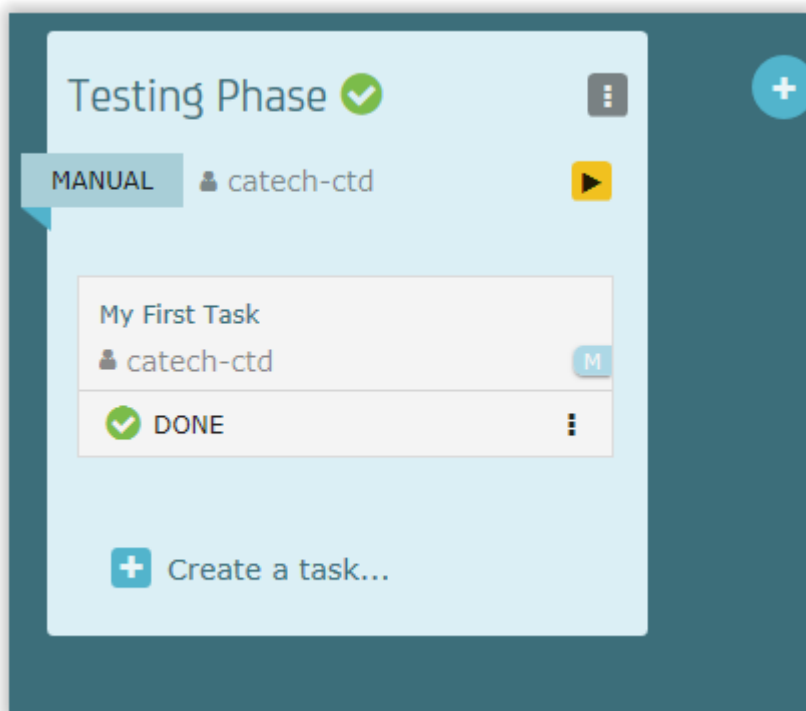 Testing Phase
MANUAL catech-ctd
My First Task
catech-ctd
M
DONE
Create a task...